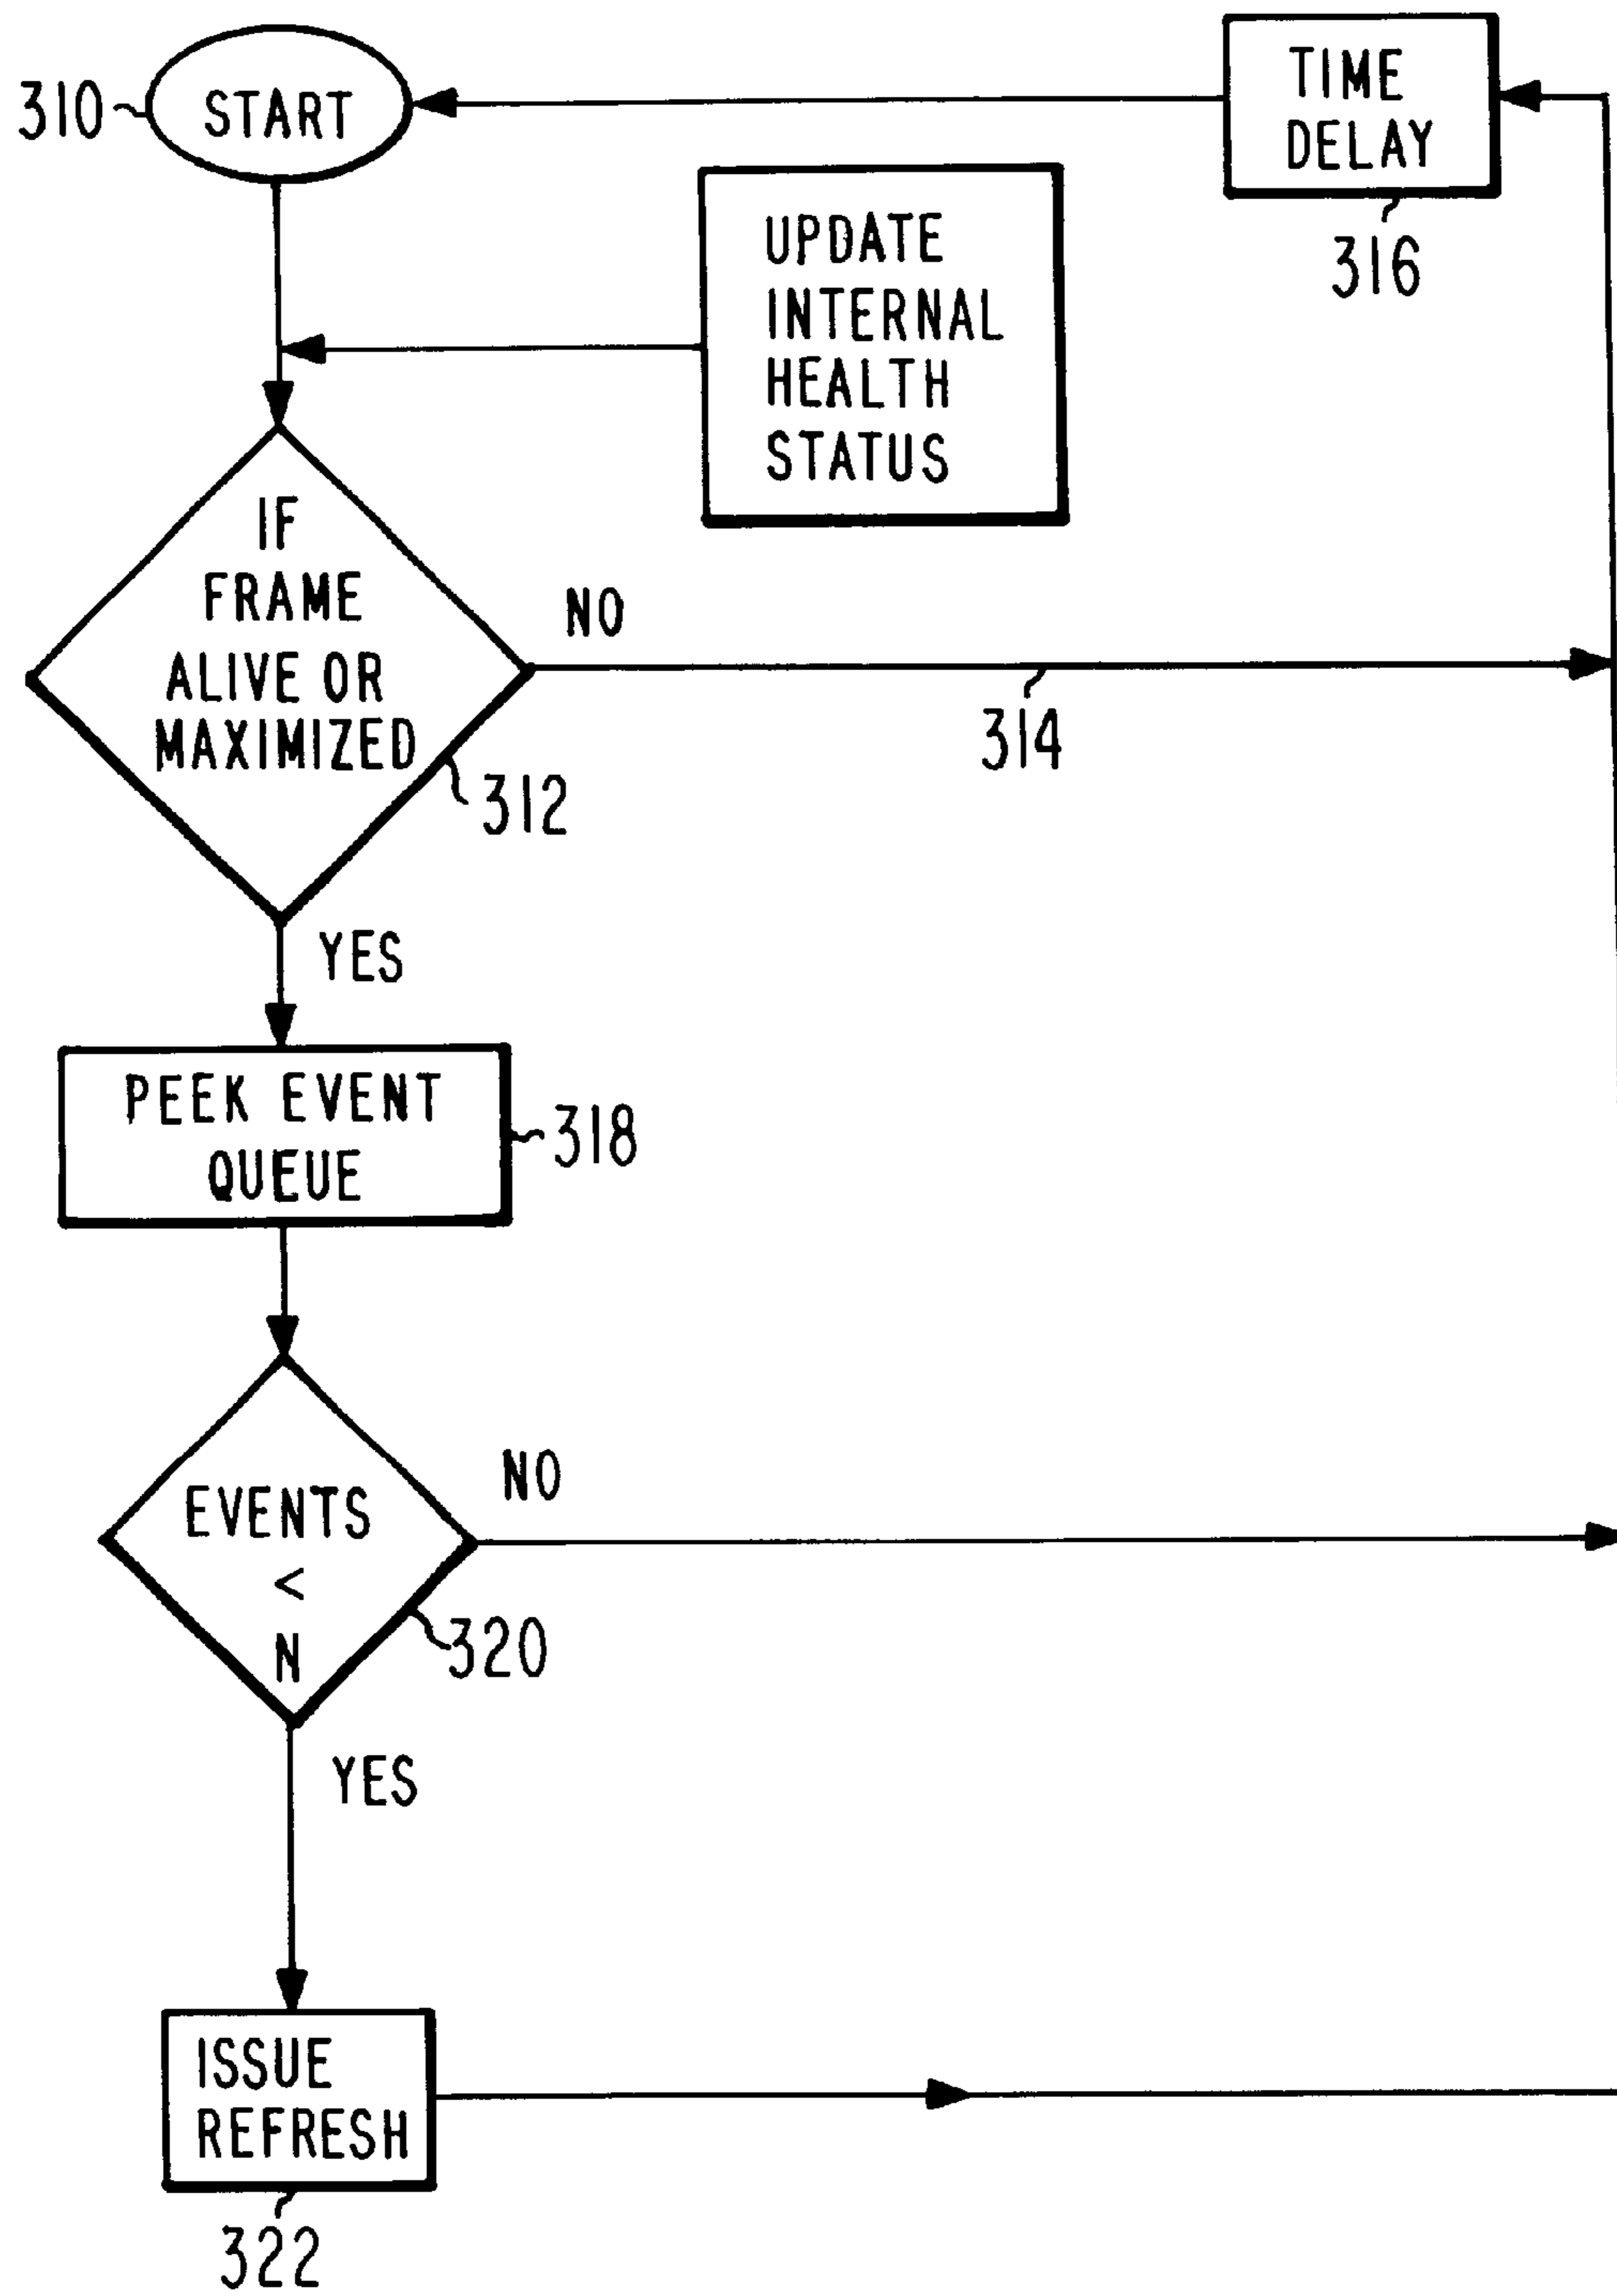 310
START
TIME
DELAY
316
UPDATE
INTERNAL
HEALTH
STATUS
IF
FRAME
ALIVE OR
MAXIMIZED
312
NO
314
YES
PEEK EVENT
QUEUE
318
EVENTS
<
N
320
NO
YES
ISSUE
REFRESH
322